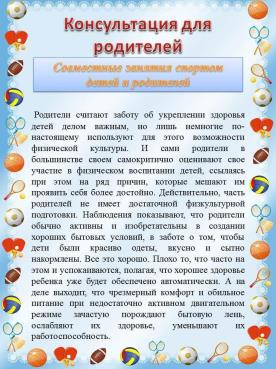 Консультация для
родителей
Совместные занятия спортом
детей и родителей
Родители считают заботу об укреплении здоровья
детей делом важным, но лишь немногие по-
настоящему используют для этого возможности
физической культуры. И сами родители в
большинстве своем самокритично оценивают свое
участие в физическом воспитании детей, ссылаясь
при этом на ряд причин, которые мешают им
проявить себя более достойно. Действительно, часть
родителей не имеет достаточной физкультурной
подготовки. Наблюдения показывают, что родители
обычно активны и изобретательны в создании
хороших бытовых условий, в заботе о том, чтобы
дети были красиво одеты, вкусно и сытно
накормлены. Все это хорошо. Плохо то, что часто на
этом и успокаиваются, полагая, что хорошее здоровье
ребенка уже будет обеспечено автоматически. А на
деле выходит, что чрезмерный комфорт и обильное
питание при недостаточно активном двигательном
режиме зачастую порождают бытовую лень,
ослабляют их здоровье, уменьшают их
работоспособность.